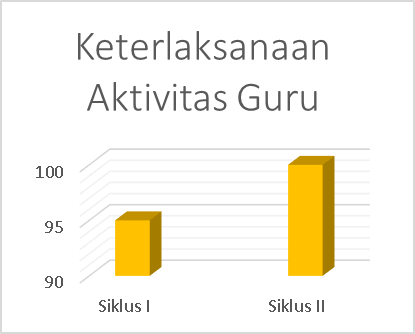 Keterlaksanaan
Aktivitas Guru
100
95
90
Siklus I
Siklus II